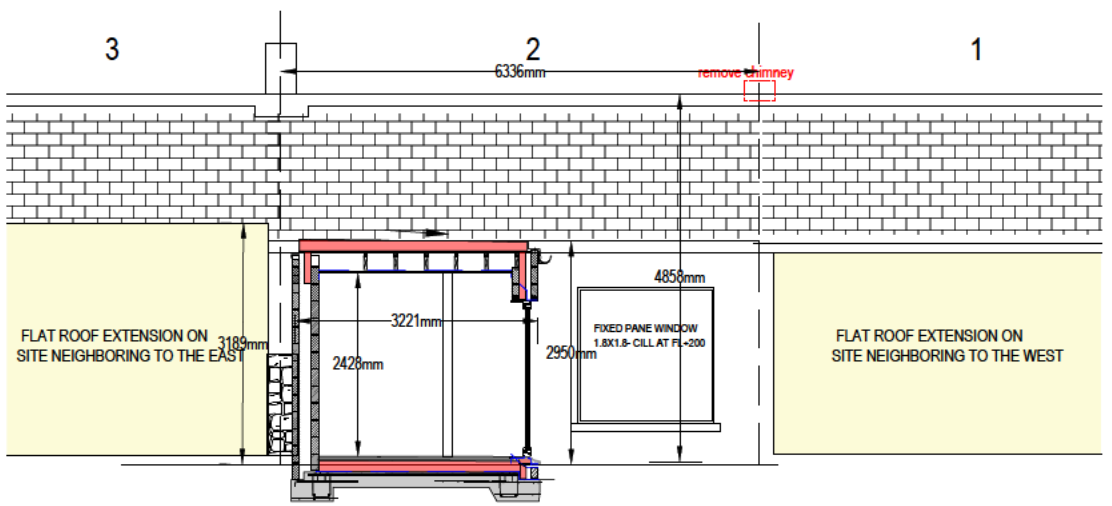 3
2
1
6336mm
remove chimney
4858mm
FLAT ROOF EXTENSION ON
SITE NEIGHBORING TO THE EAST
3189mm
3221mm
2428mm
2950mm
FIXED PANE WINDOW
1.8X1.8- CILL AT FL+200
FLAT ROOF EXTENSION ON
SITE NEIGHBORING TO THE WEST